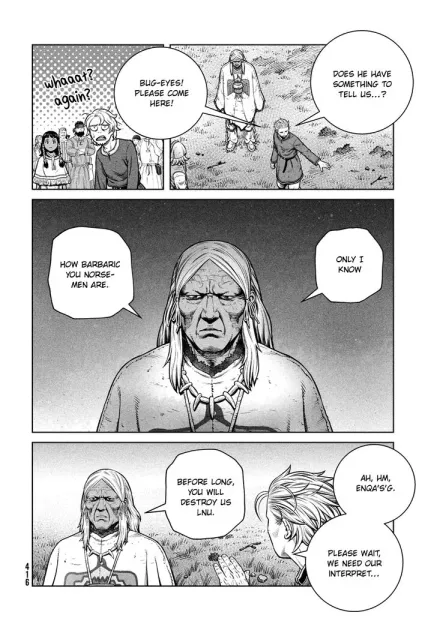 DOES HE HAVE
SOMETHING TO
TELL US...?
BUG-EYES!
PLEASE COME
HERE!
whaaat?
again?
ONLY I
KNOW
HOW BARBARIC
YOU NORSE-
MEN ARE.
AH, HM,
ENQA'S'G.
PLEASE WAIT,
WE NEED OUR
INTERPRET...
BEFORE LONG,
YOU WILL
DESTROY US
LNU.
416